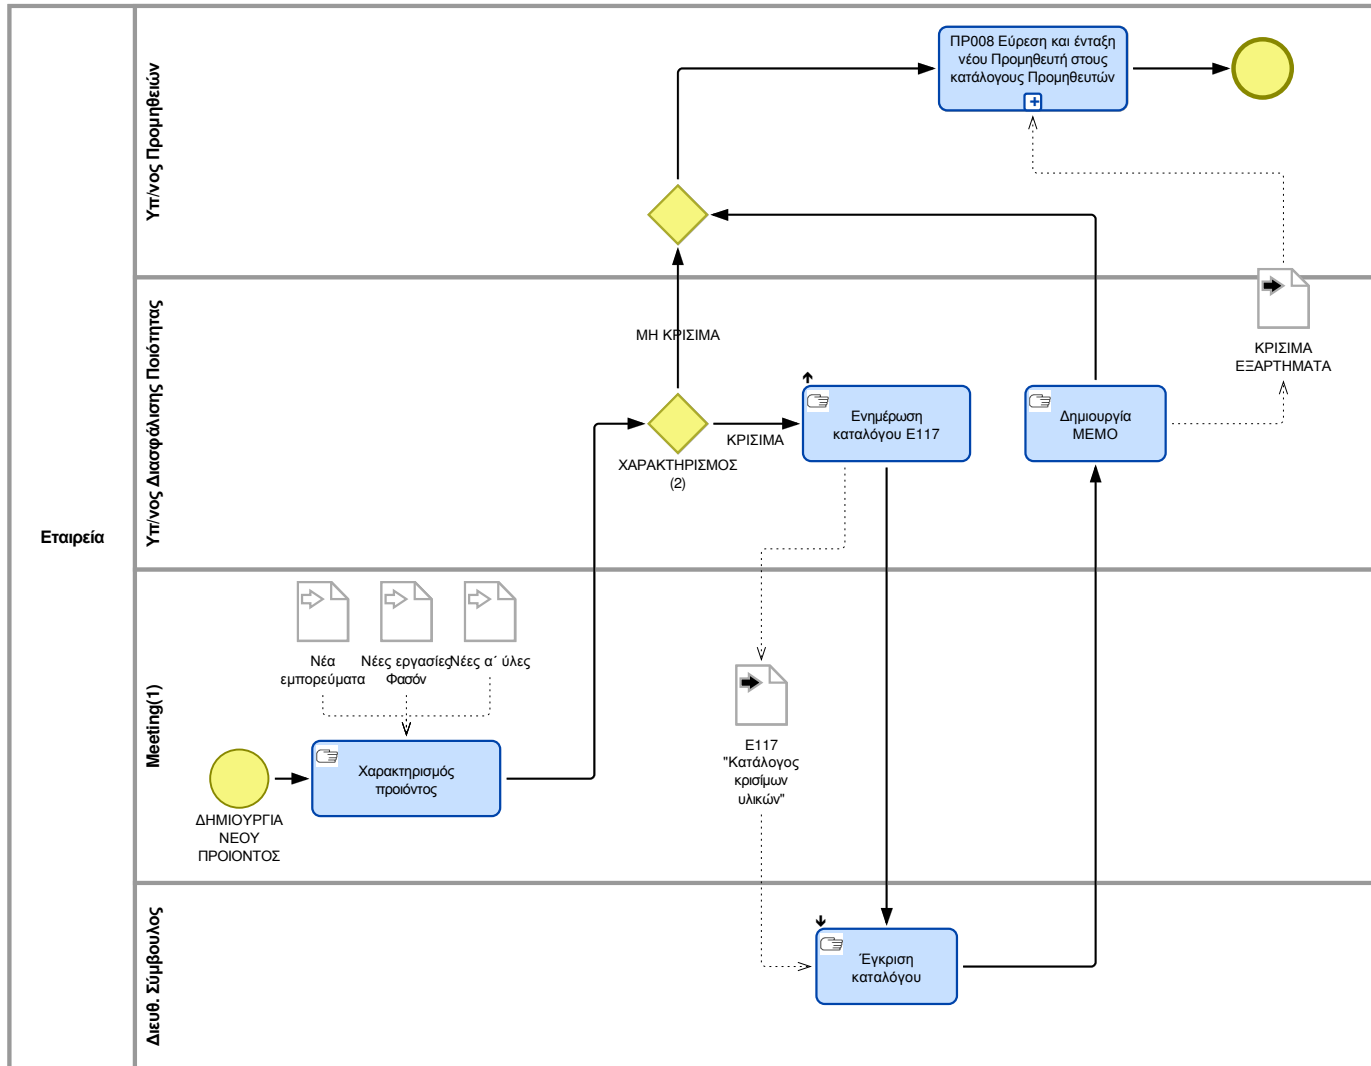 Εταιρεία
Υπ/νος Προμηθειών
ΠΡ008 Εύρεση και ένταξη
νέου Προμηθευτή στους
κατάλογους Προμηθευτών
Υπ/νος Διασφάλισης Ποιότητας
ΜΗ ΚΡΙΣΙΜΑ
ΚΡΙΣΙΜΑ
ΕΞΑΡΤΗΜΑΤΑ
ΧΑΡΑΚΤΗΡΙΣΜΟΣ
(2)
ΚΡΙΣΙΜΑ
Ενημέρωση
καταλόγου Ε117
Δημιουργία
ΜΕΜΟ
Meeting(1)
Νέα
εμπορεύματα
Νέες εργασίες
Φασόν
Νέες α΄ ύλες
ΔΗΜΙΟΥΡΓΙΑ
ΝΕΟΥ
ΠΡΟΙΟΝΤΟΣ
Χαρακτηρισμός
προιόντος
Ε117
"Κατάλογος
κρισίμων
υλικών"
Διευθ. Σύμβουλος
Έγκριση
καταλόγου